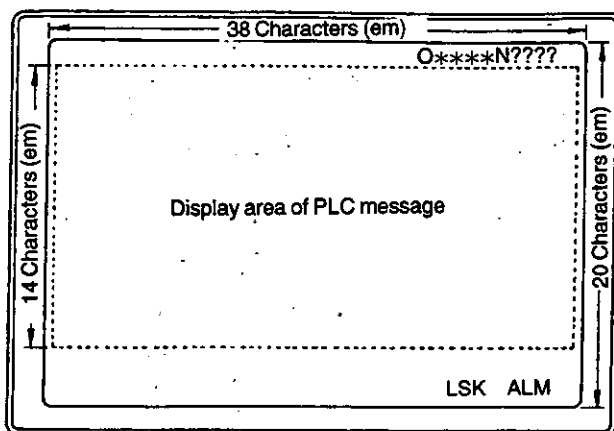 38 Characters (em)
O****N????
14 Characters (em)
Display area of PLC message
20 Characters (em)
LSK ALM